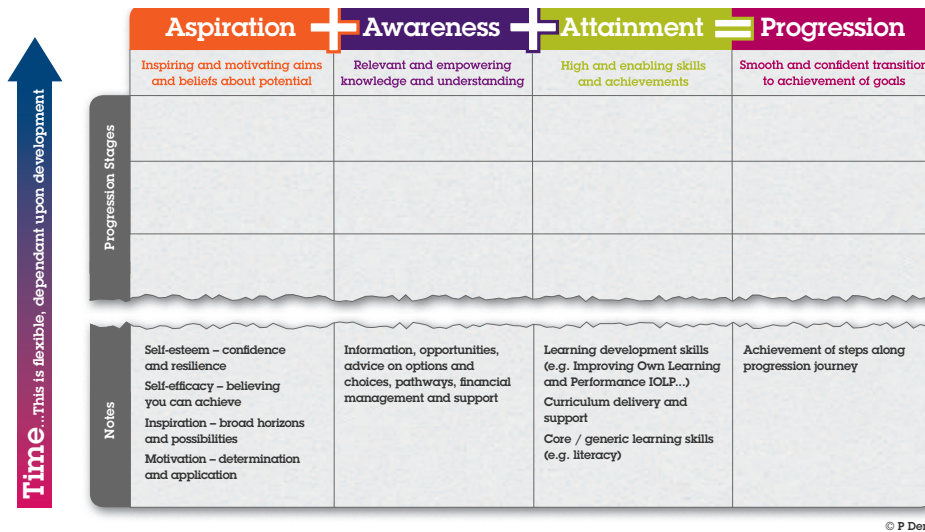 Aspiration + Awareness + Attainment = Progression
Inspiring and motivating aims
and beliefs about potential
Relevant and empowering
knowledge and understanding
High and enabling skills
and achievements
Smooth and confident transition
to achievement of goals
Time...This is flexible, dependant upon development
Progression Stages
Notes
Self-esteem – confidence
and resilience
Self-efficacy – believing
you can achieve
Inspiration – broad horizons
and possibilities
Motivation – determination
and application
Information, opportunities,
advice on options and
choices, pathways, financial
management and support
Learning development skills
(e.g. Improving Own Learning
and Performance IOLP...)
Curriculum delivery and
support
Core / generic learning skills
(e.g. literacy)
Achievement of steps along
progression journey
© P